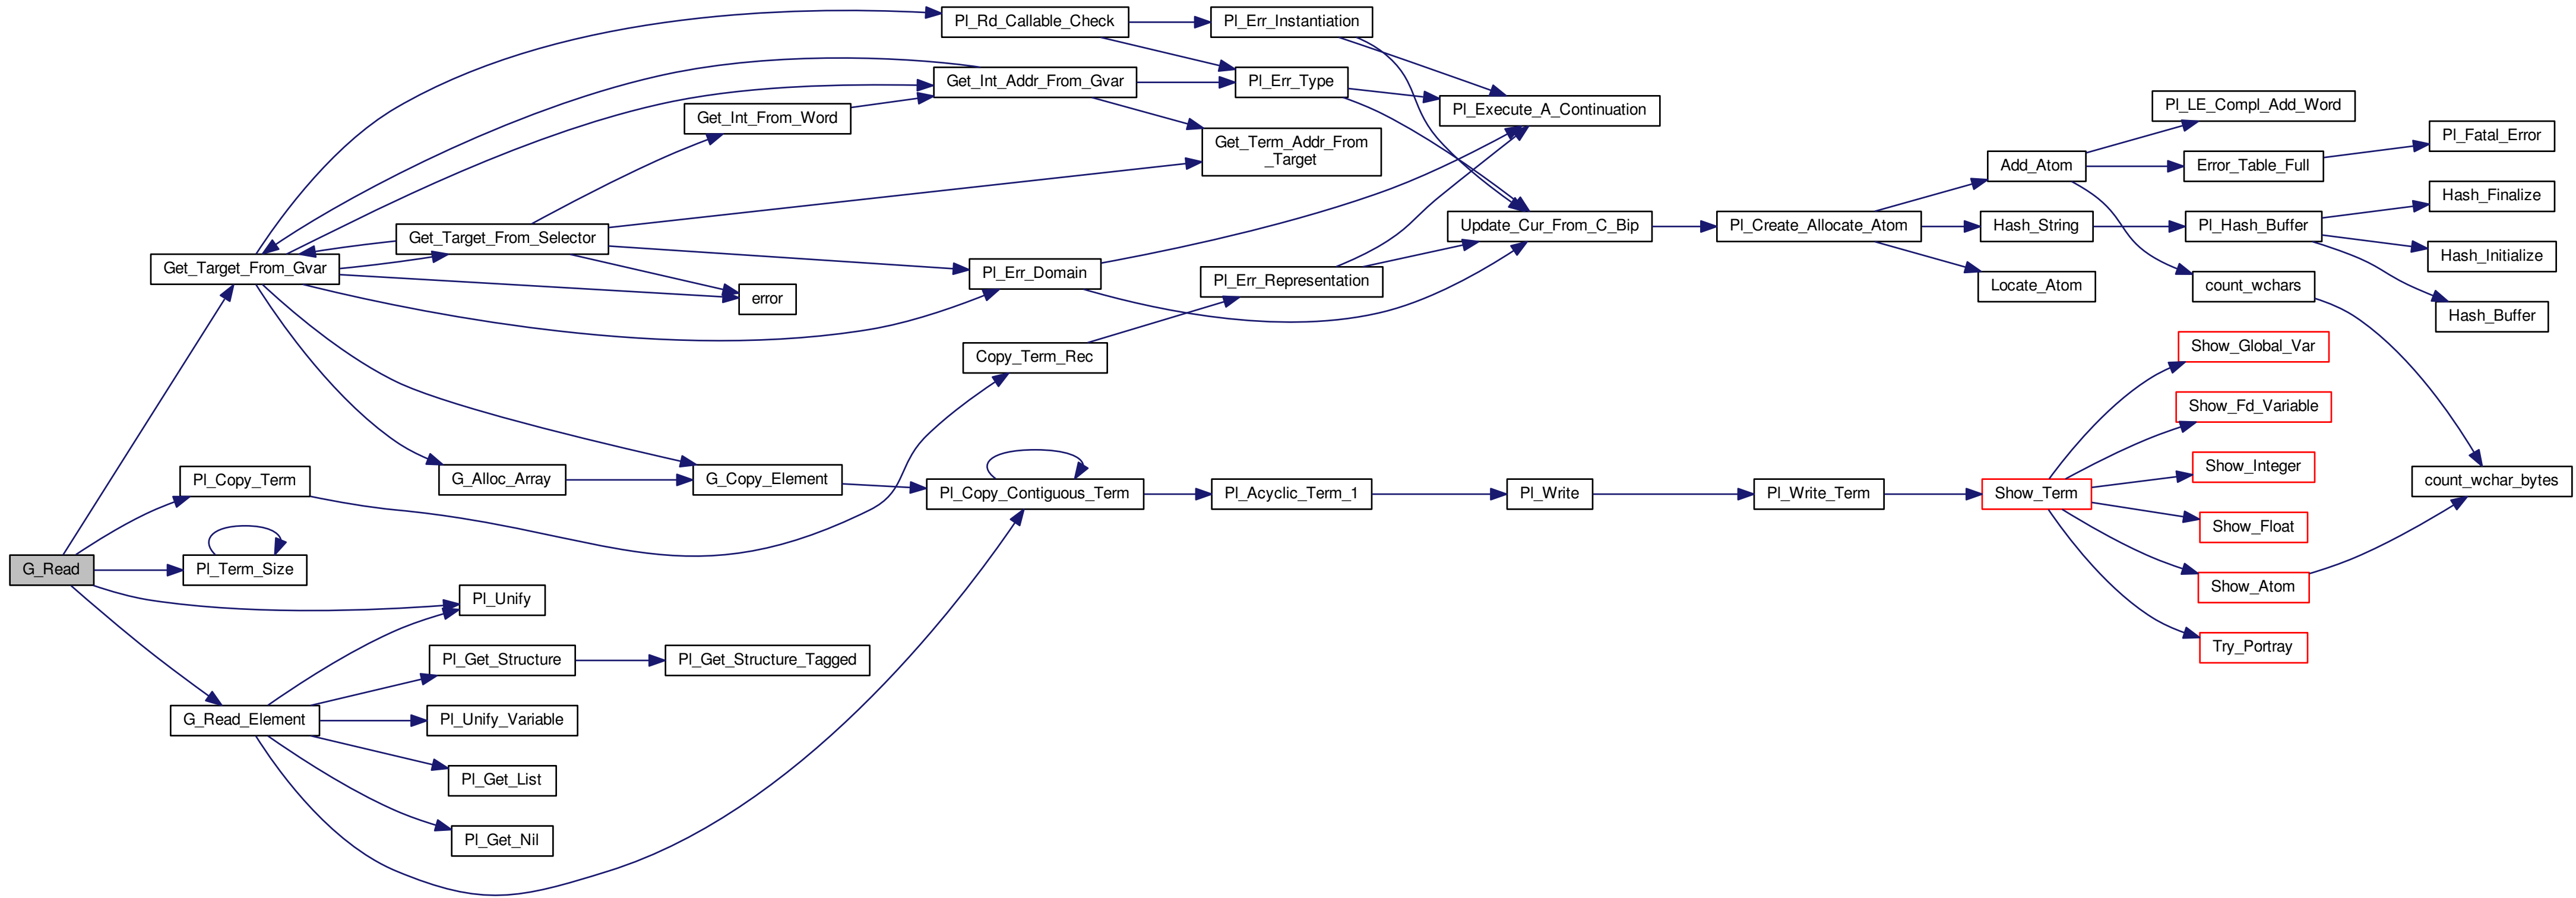 Pl_Rd_Callable_Check
Pl_Err_Instantiation
Get_Int_Addr_From_Gvar
Pl_Err_Type
Pl_Execute_A_Continuation
Pl_LE_Compl_Add_Word
Get_Int_From_Word
Get_Term_Addr_From
_Target
Add_Atom
Error_Table_Full
Pl_Fatal_Error
Get_Target_From_Selector
Update_Cur_From_C_Bip
Pl_Create_Allocate_Atom
Hash_String
Pl_Hash_Buffer
Hash_Finalize
Hash_Initialize
Get_Target_From_Gvar
Pl_Err_Domain
Pl_Err_Representation
Locate_Atom
count_wchars
Hash_Buffer
error
Copy_Term_Rec
Show_Global_Var
Show_Fd_Variable
Show_Integer
Pl_Copy_Term
G_Alloc_Array
G_Copy_Element
Pl_Copy_Contiguous_Term
Pl_Acyclic_Term_1
Pl_Write
Pl_Write_Term
Show_Term
count_wchar_bytes
Show_Float
G_Read
Pl_Term_Size
Show_Atom
Pl_Unify
Try_Portray
Pl_Get_Structure
Pl_Get_Structure_Tagged
G_Read_Element
Pl_Unify_Variable
Pl_Get_List
Pl_Get_Nil